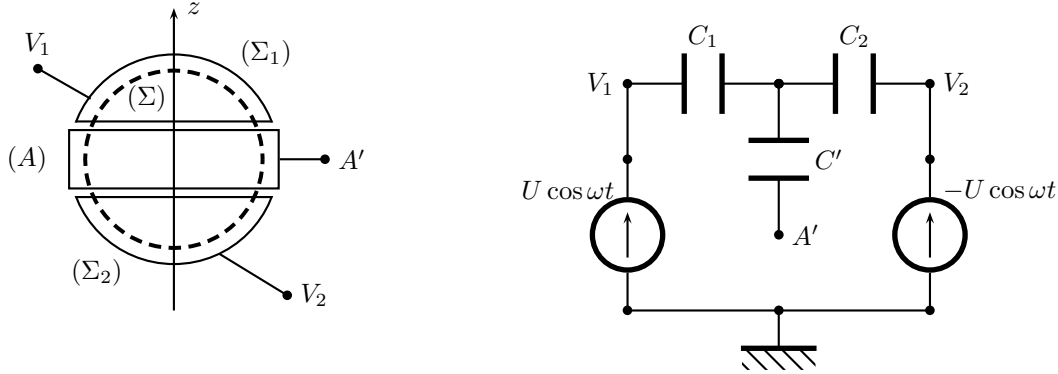 z
V₁
(Σ₁)
(Σ)
(A)
A′
(Σ₂)
V₂
C₁
C₂
V₁
V₂
C′
U cos ωt
−U cos ωt
A′